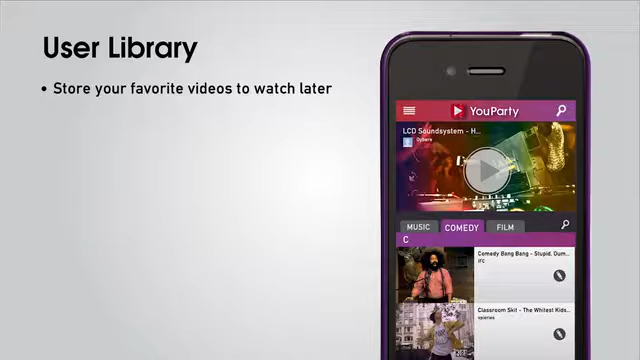 User Library
• Store your favorite videos to watch later
YouParty
LCD Soundsystem - H...
MUSIC COMEDY FILM
C
Comedy Bang Bang - Stupid, Dum...
IFC
Classroom Skit - The Whitest Kids...